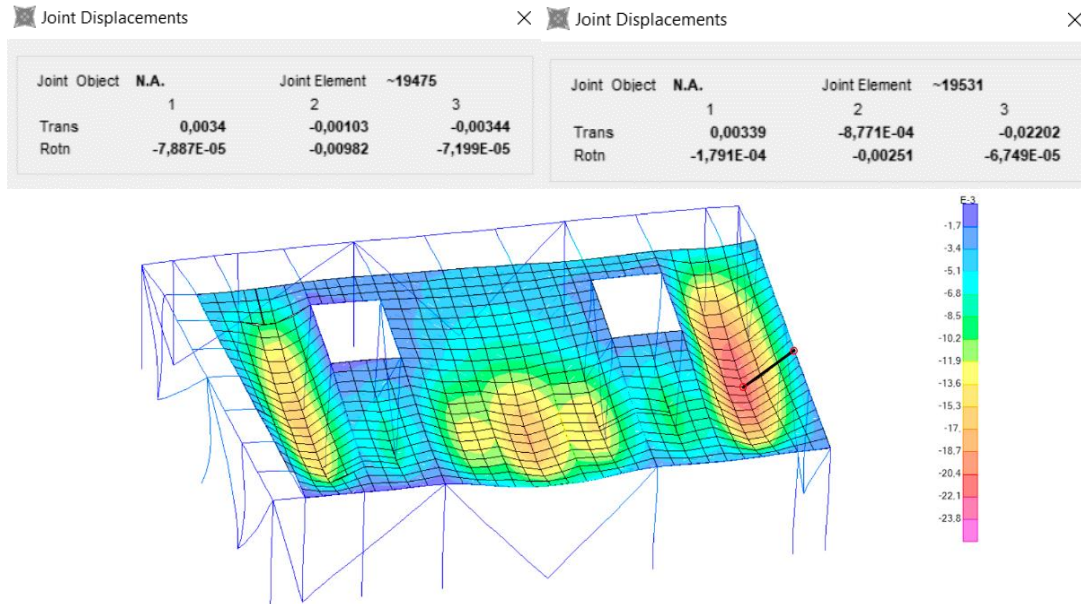 Joint Displacements
Joint Object N.A. Joint Element ~19475
1 2 3
Trans 0,0034 -0,00103 -0,00344
Rotn -7,887E-05 -0,00982 -7,199E-05
Joint Displacements
Joint Object N.A. Joint Element ~19531
1 2 3
Trans 0,00339 -8,771E-04 -0,02202
Rotn -1,791E-04 -0,00251 -6,749E-05
E-3
-1,7
-3,4
-5,1
-6,8
-8,5
-10,2
-11,9
-13,6
-15,3
-17,
-18,7
-20,4
-22,1
-23,8